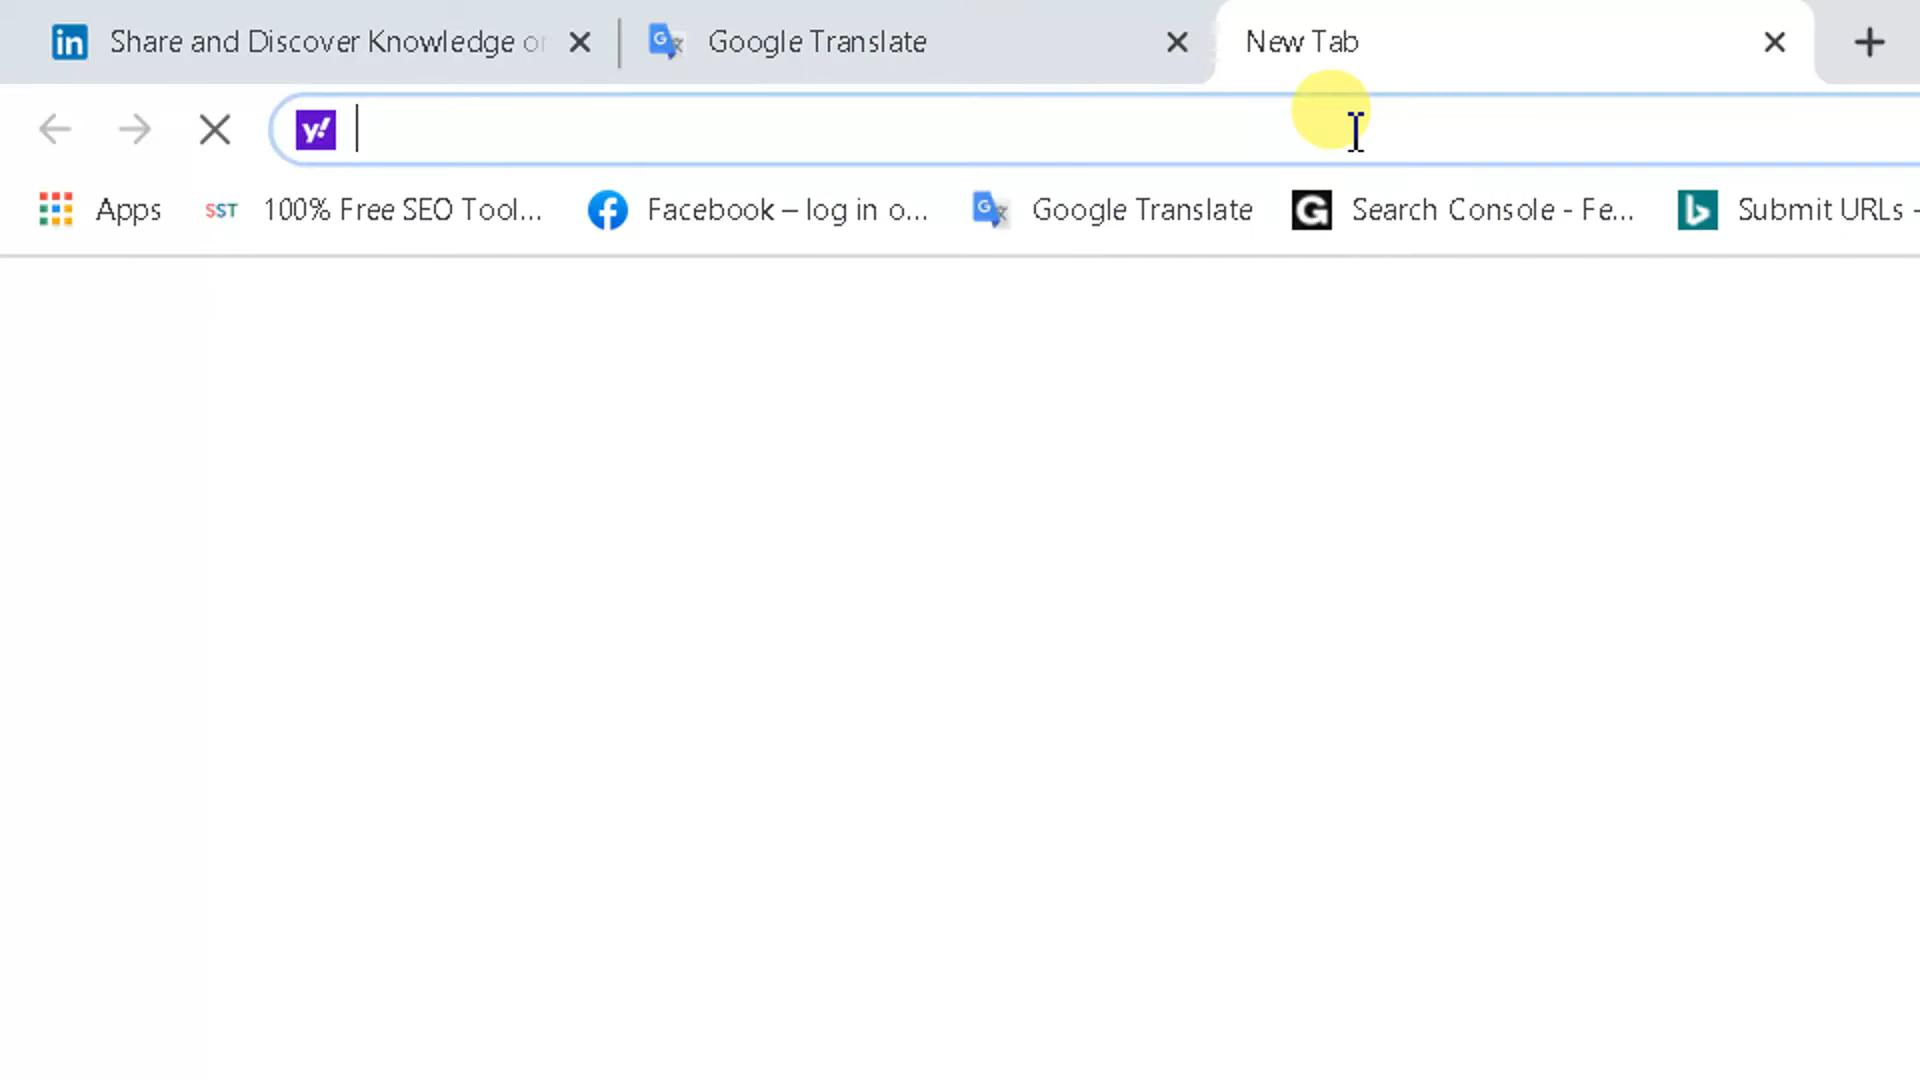 in Share and Discover Knowledge o Google Translate New Tab
y!
Apps SST 100% Free SEO Tool... Facebook – log in o... G Google Translate G Search Console - Fe... b Submit URLs -